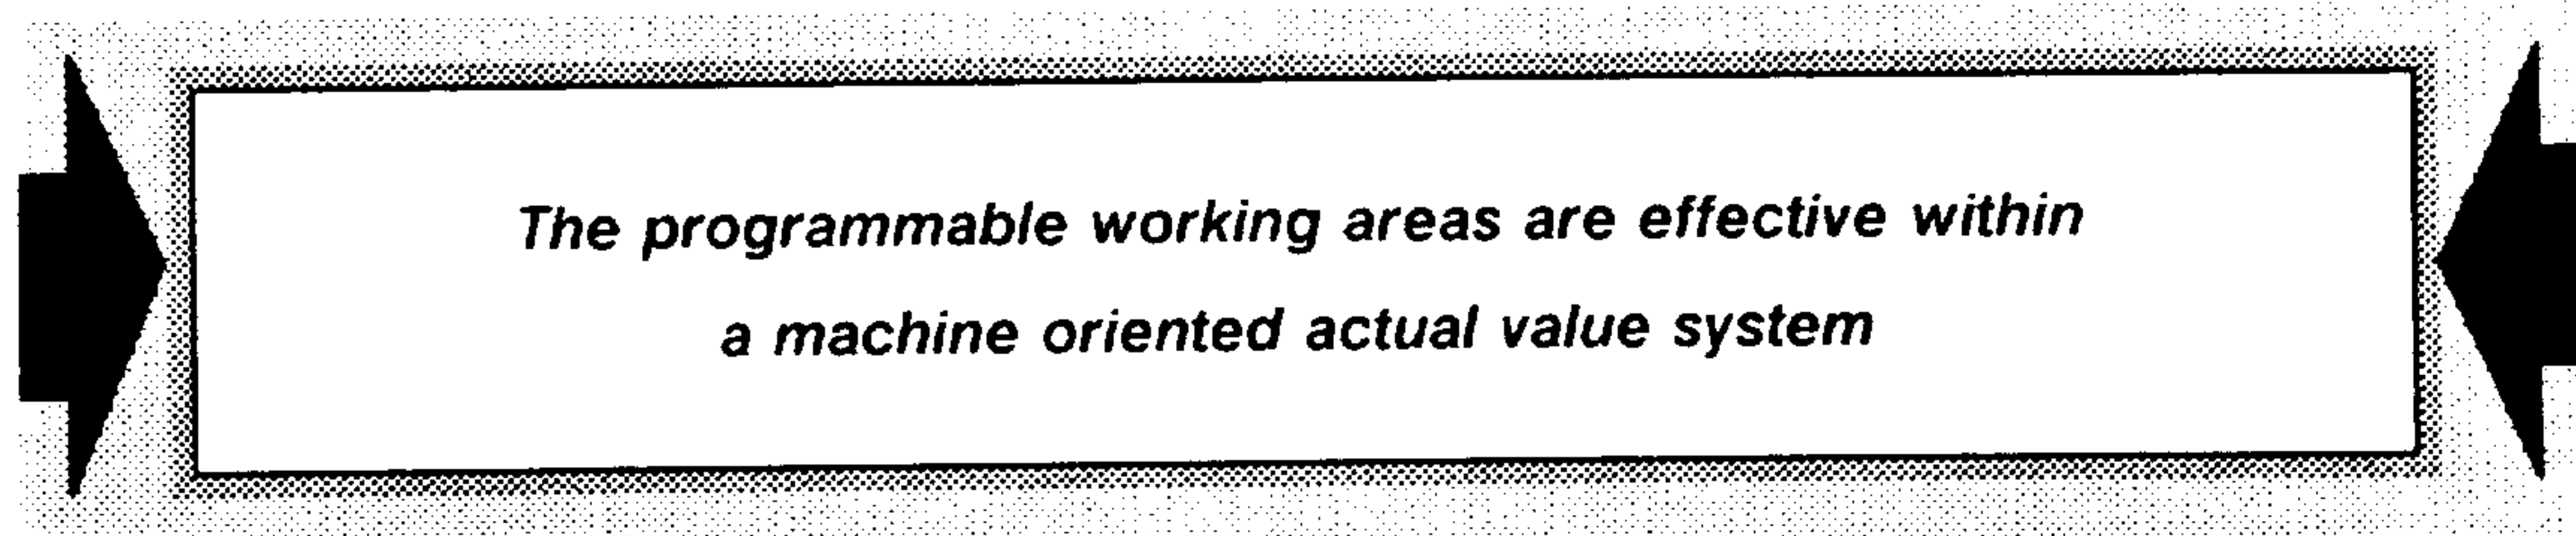 The programmable working areas are effective within
a machine oriented actual value system